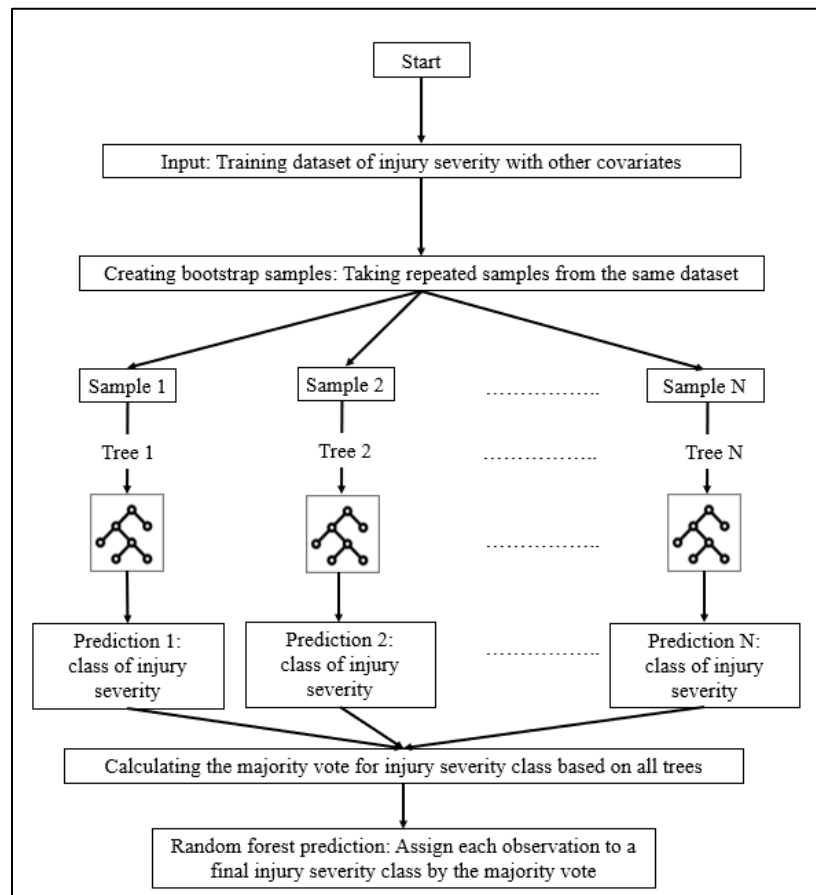 Start
Input: Training dataset of injury severity with other covariates
Creating bootstrap samples: Taking repeated samples from the same dataset
Sample 1
Sample 2
………………..
Sample N
Tree 1
Tree 2
………………..
Tree N
………………..
Prediction 1:
class of injury
severity
Prediction 2:
class of injury
severity
………………..
Prediction N:
class of injury
severity
Calculating the majority vote for injury severity class based on all trees
Random forest prediction: Assign each observation to a
final injury severity class by the majority vote